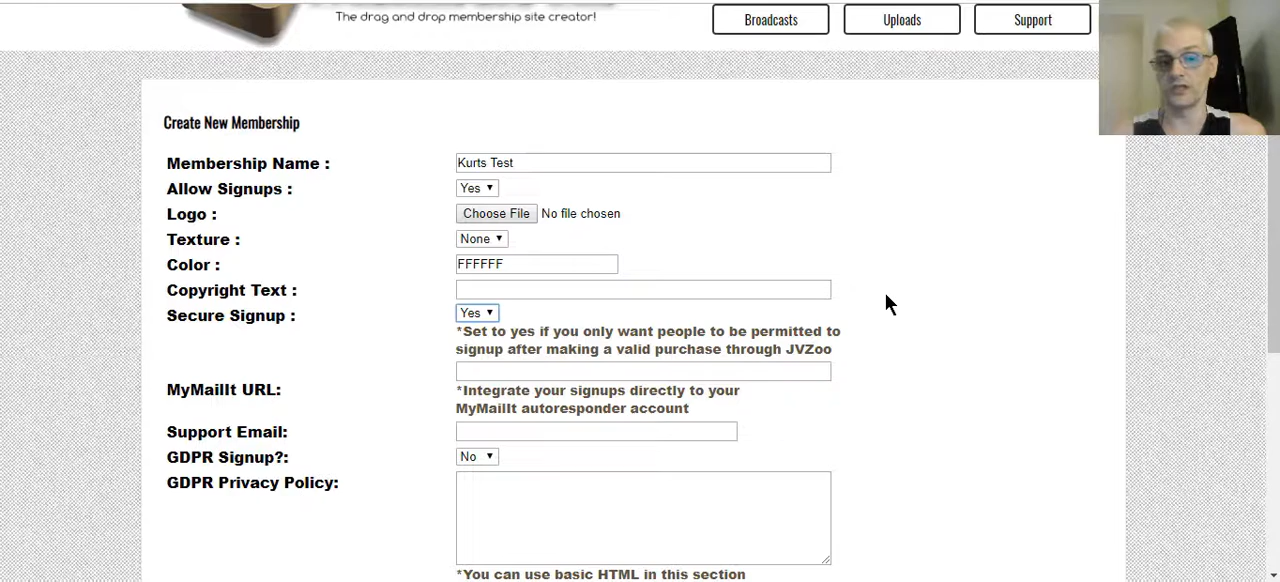 The drag and drop membership site creator!
Broadcasts
Uploads
Support
Create New Membership
Membership Name :
Kurts Test
Allow Signups :
Yes
Logo :
Choose File No file chosen
Texture :
None
Color :
FFFFFF
Copyright Text :
Secure Signup :
Yes
*Set to yes if you only want people to be permitted to
signup after making a valid purchase through JVZoo
MyMailIt URL:
*Integrate your signups directly to your
MyMailIt autoresponder account
Support Email:
GDPR Signup?:
No
GDPR Privacy Policy:
*You can use basic HTML in this section